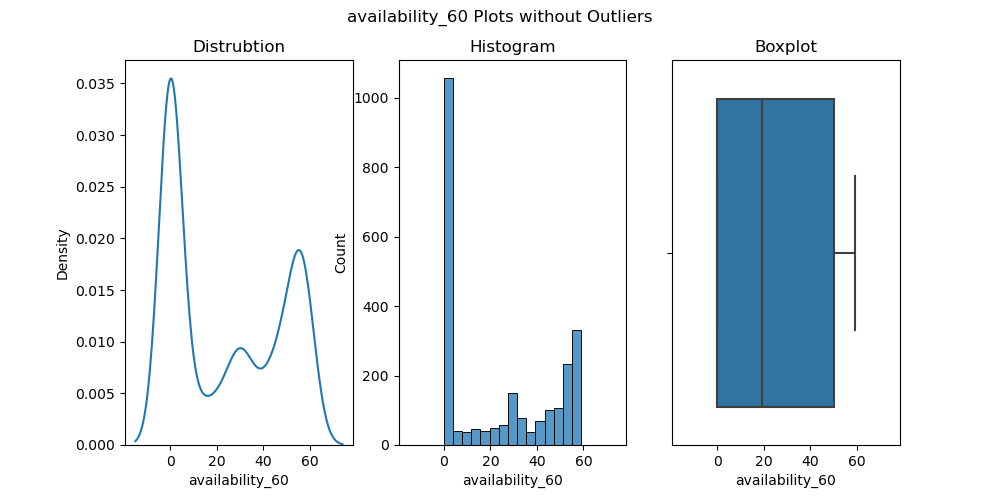 availability_60 Plots without Outliers
Distrubtion
Density
0.035
0.030
0.025
0.020
0.015
0.010
0.005
0.000
0 20 40 60
availability_60
Histogram
Count
1000
800
600
400
200
0
0 20 40 60
availability_60
Boxplot
0 20 40 60
availability_60